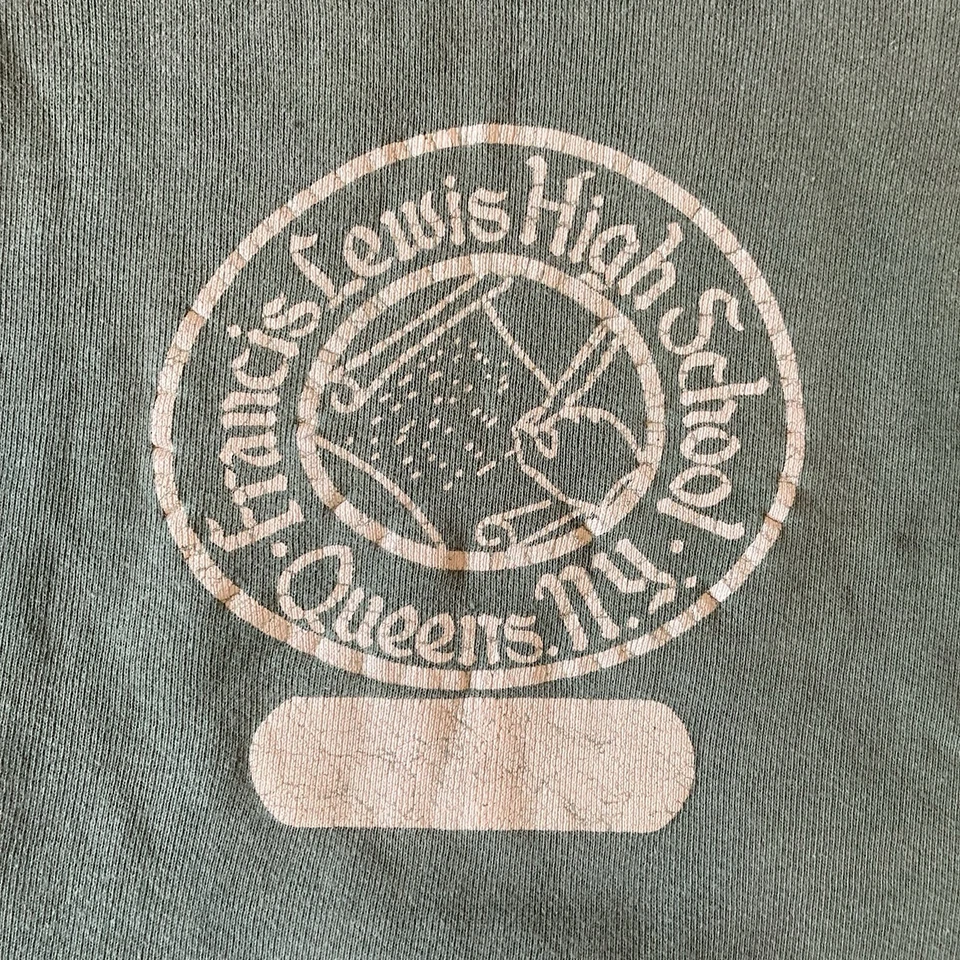 Francis Lewis High School
· Queens. N.Y. ·